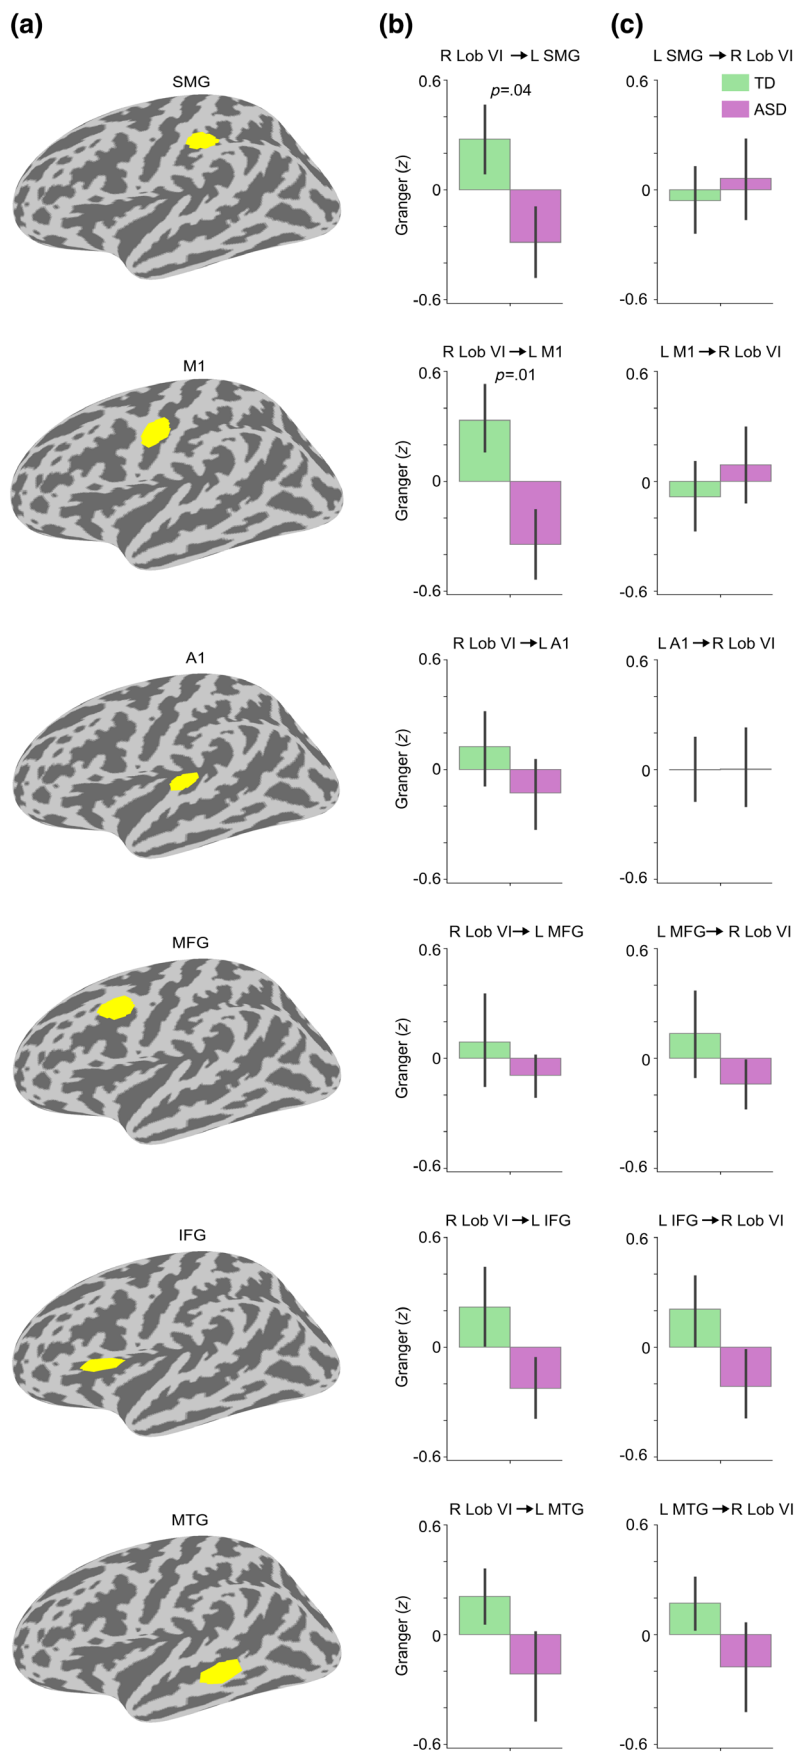 (a)
(b)
(c)
SMG
R Lob VI → L SMG
L SMG → R Lob VI
0.6
p=.04
Granger (z)
0
-0.6
0.6
TD
ASD
0
-0.6
M1
R Lob VI → L M1
L M1 → R Lob VI
0.6
p=.01
Granger (z)
0
-0.6
0.6
0
-0.6
A1
R Lob VI → L A1
L A1 → R Lob VI
0.6
Granger (z)
0
-0.6
0.6
0
-0.6
MFG
R Lob VI → L MFG
L MFG → R Lob VI
0.6
Granger (z)
0
-0.6
0.6
0
-0.6
IFG
R Lob VI → L IFG
L IFG → R Lob VI
0.6
Granger (z)
0
-0.6
0.6
0
-0.6
MTG
R Lob VI → L MTG
L MTG → R Lob VI
0.6
Granger (z)
0
-0.6
0.6
0
-0.6